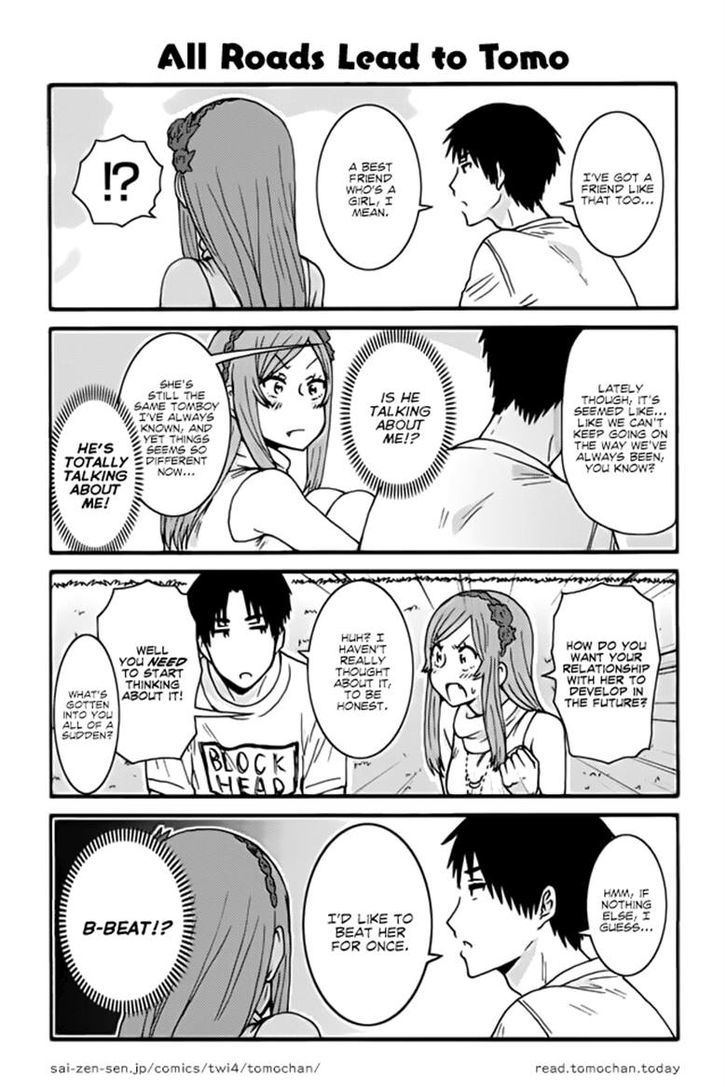 All Roads Lead to Tomo
I'VE GOT A
FRIEND LIKE
THAT TOO...
A BEST
FRIEND
WHO'S A
GIRL, I
MEAN.
!?
LATELY
THOUGH, IT'S
SEEMED LIKE...
LIKE WE CAN'T
KEEP GOING ON
THE WAY WE'VE
ALWAYS BEEN,
YOU KNOW?
IS HE
TALKING
ABOUT
ME!?
SHE'S
STILL THE
SAME TOMBOY
I'VE ALWAYS
KNOWN, AND
YET THINGS
SEEMS SO
DIFFERENT
NOW...
HE'S
TOTALLY
TALKING
ABOUT
ME!
HOW DO YOU
WANT YOUR
RELATIONSHIP
WITH HER TO
DEVELOP IN
THE FUTURE?
HUH? I
HAVEN'T
REALLY
THOUGHT
ABOUT IT,
TO BE
HONEST.
WELL
YOU NEED
TO START
THINKING
ABOUT IT!
WHAT'S
GOTTEN
INTO YOU
ALL OF A
SUDDEN?
BLOCK
HEAD
HMM, IF
NOTHING
ELSE, I
GUESS...
I'D LIKE TO
BEAT HER
FOR ONCE.
B-BEAT!?
sai-zen-sen.jp/comics/twi4/tomochan/
read.tomochan.today